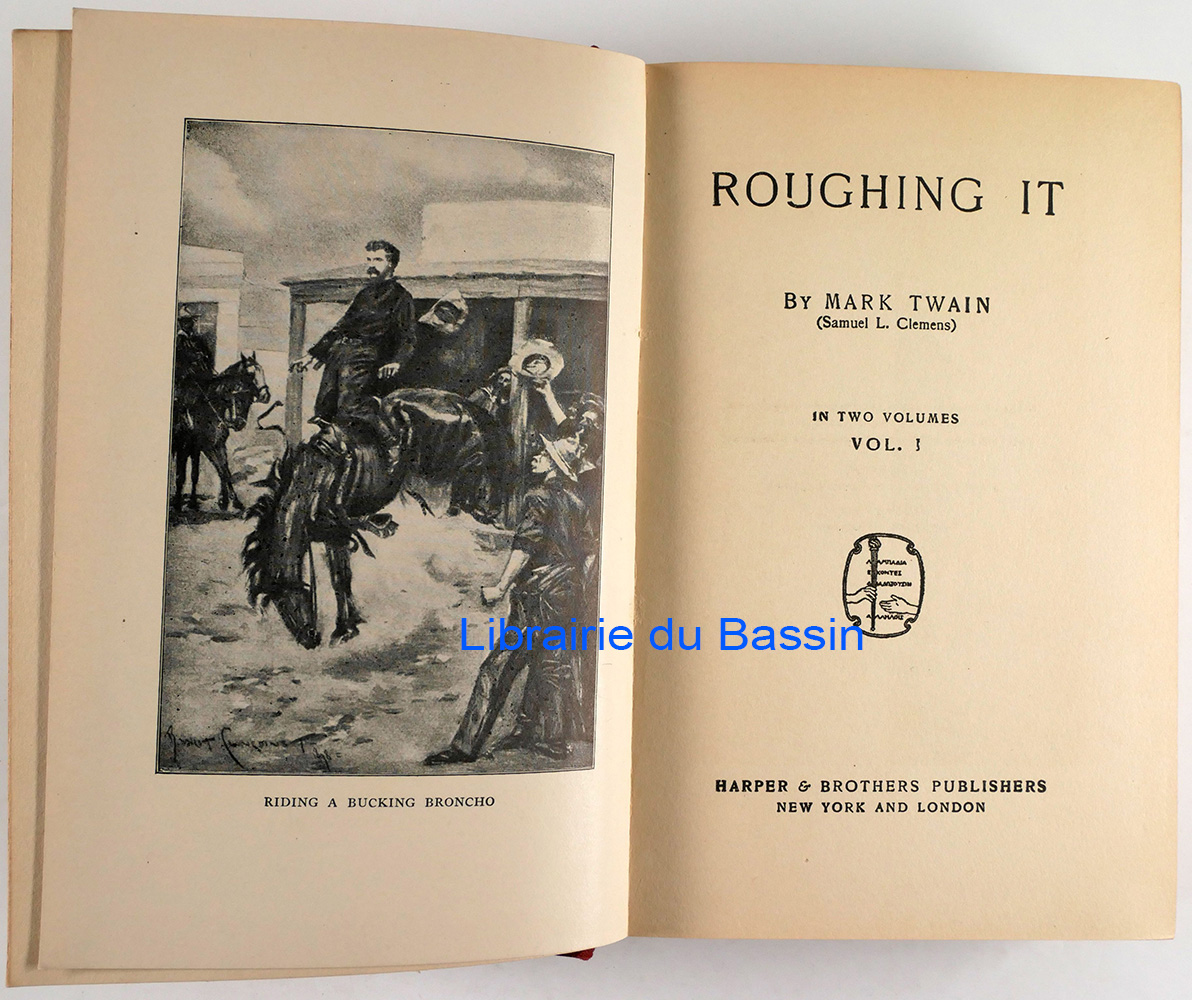 RIDING A BUCKING BRONCHO
ROUGHING IT
BY MARK TWAIN
(Samuel L. Clemens)
IN TWO VOLUMES
VOL. I
HARPER & BROTHERS PUBLISHERS
NEW YORK AND LONDON
Librairie du Bassin